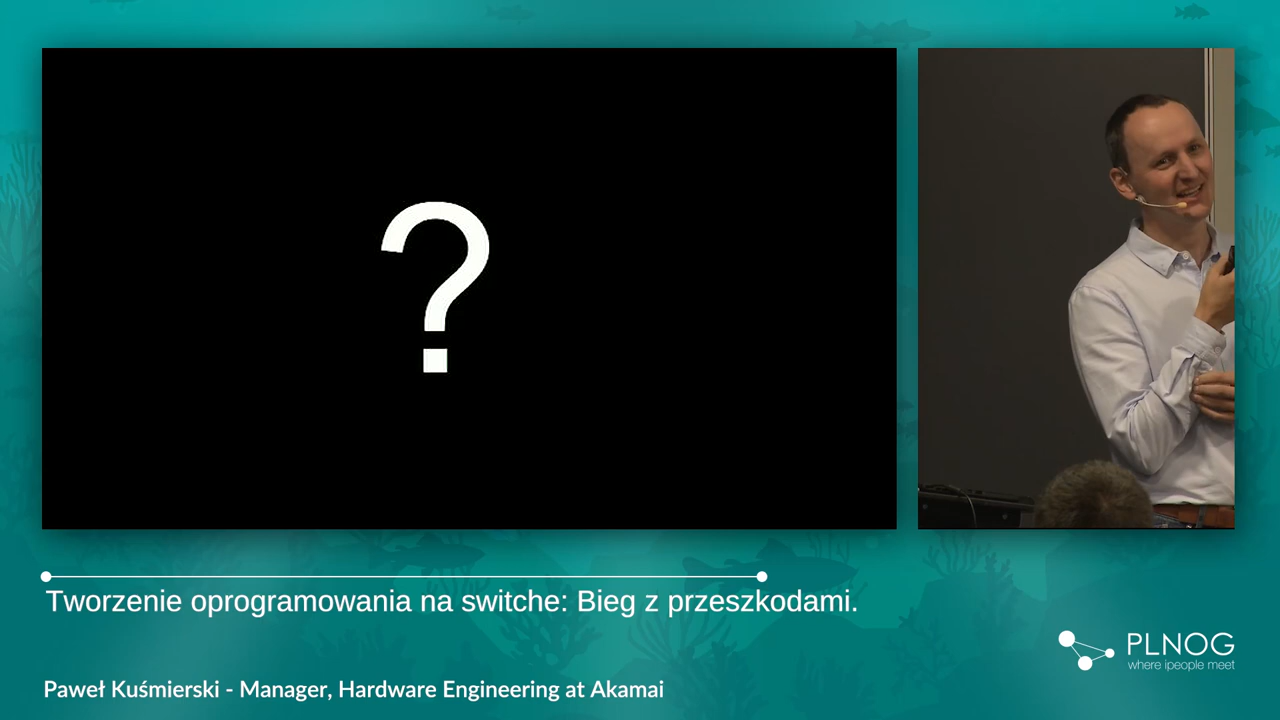 ?
Tworzenie oprogramowania na switche: Bieg z przeszkodami.
PLNOG
where ipeople meet
Paweł Kuśmierski - Manager, Hardware Engineering at Akamai